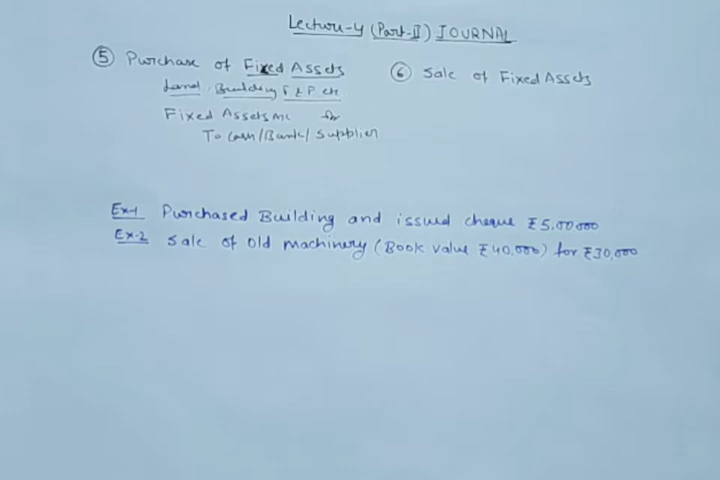 Lecture-4 (Part-II) JOURNAL
⑤ Purchase of Fixed Assets
Land, Building F & F etc
Fixed Assets A/c Dr
To Cash/Bank/Supplier
⑥ Sale of Fixed Assets
Ex-1 Purchased Building and issued cheque ₹5,00,000
Ex-2 Sale of old machinery (Book value ₹40,000) for ₹30,000